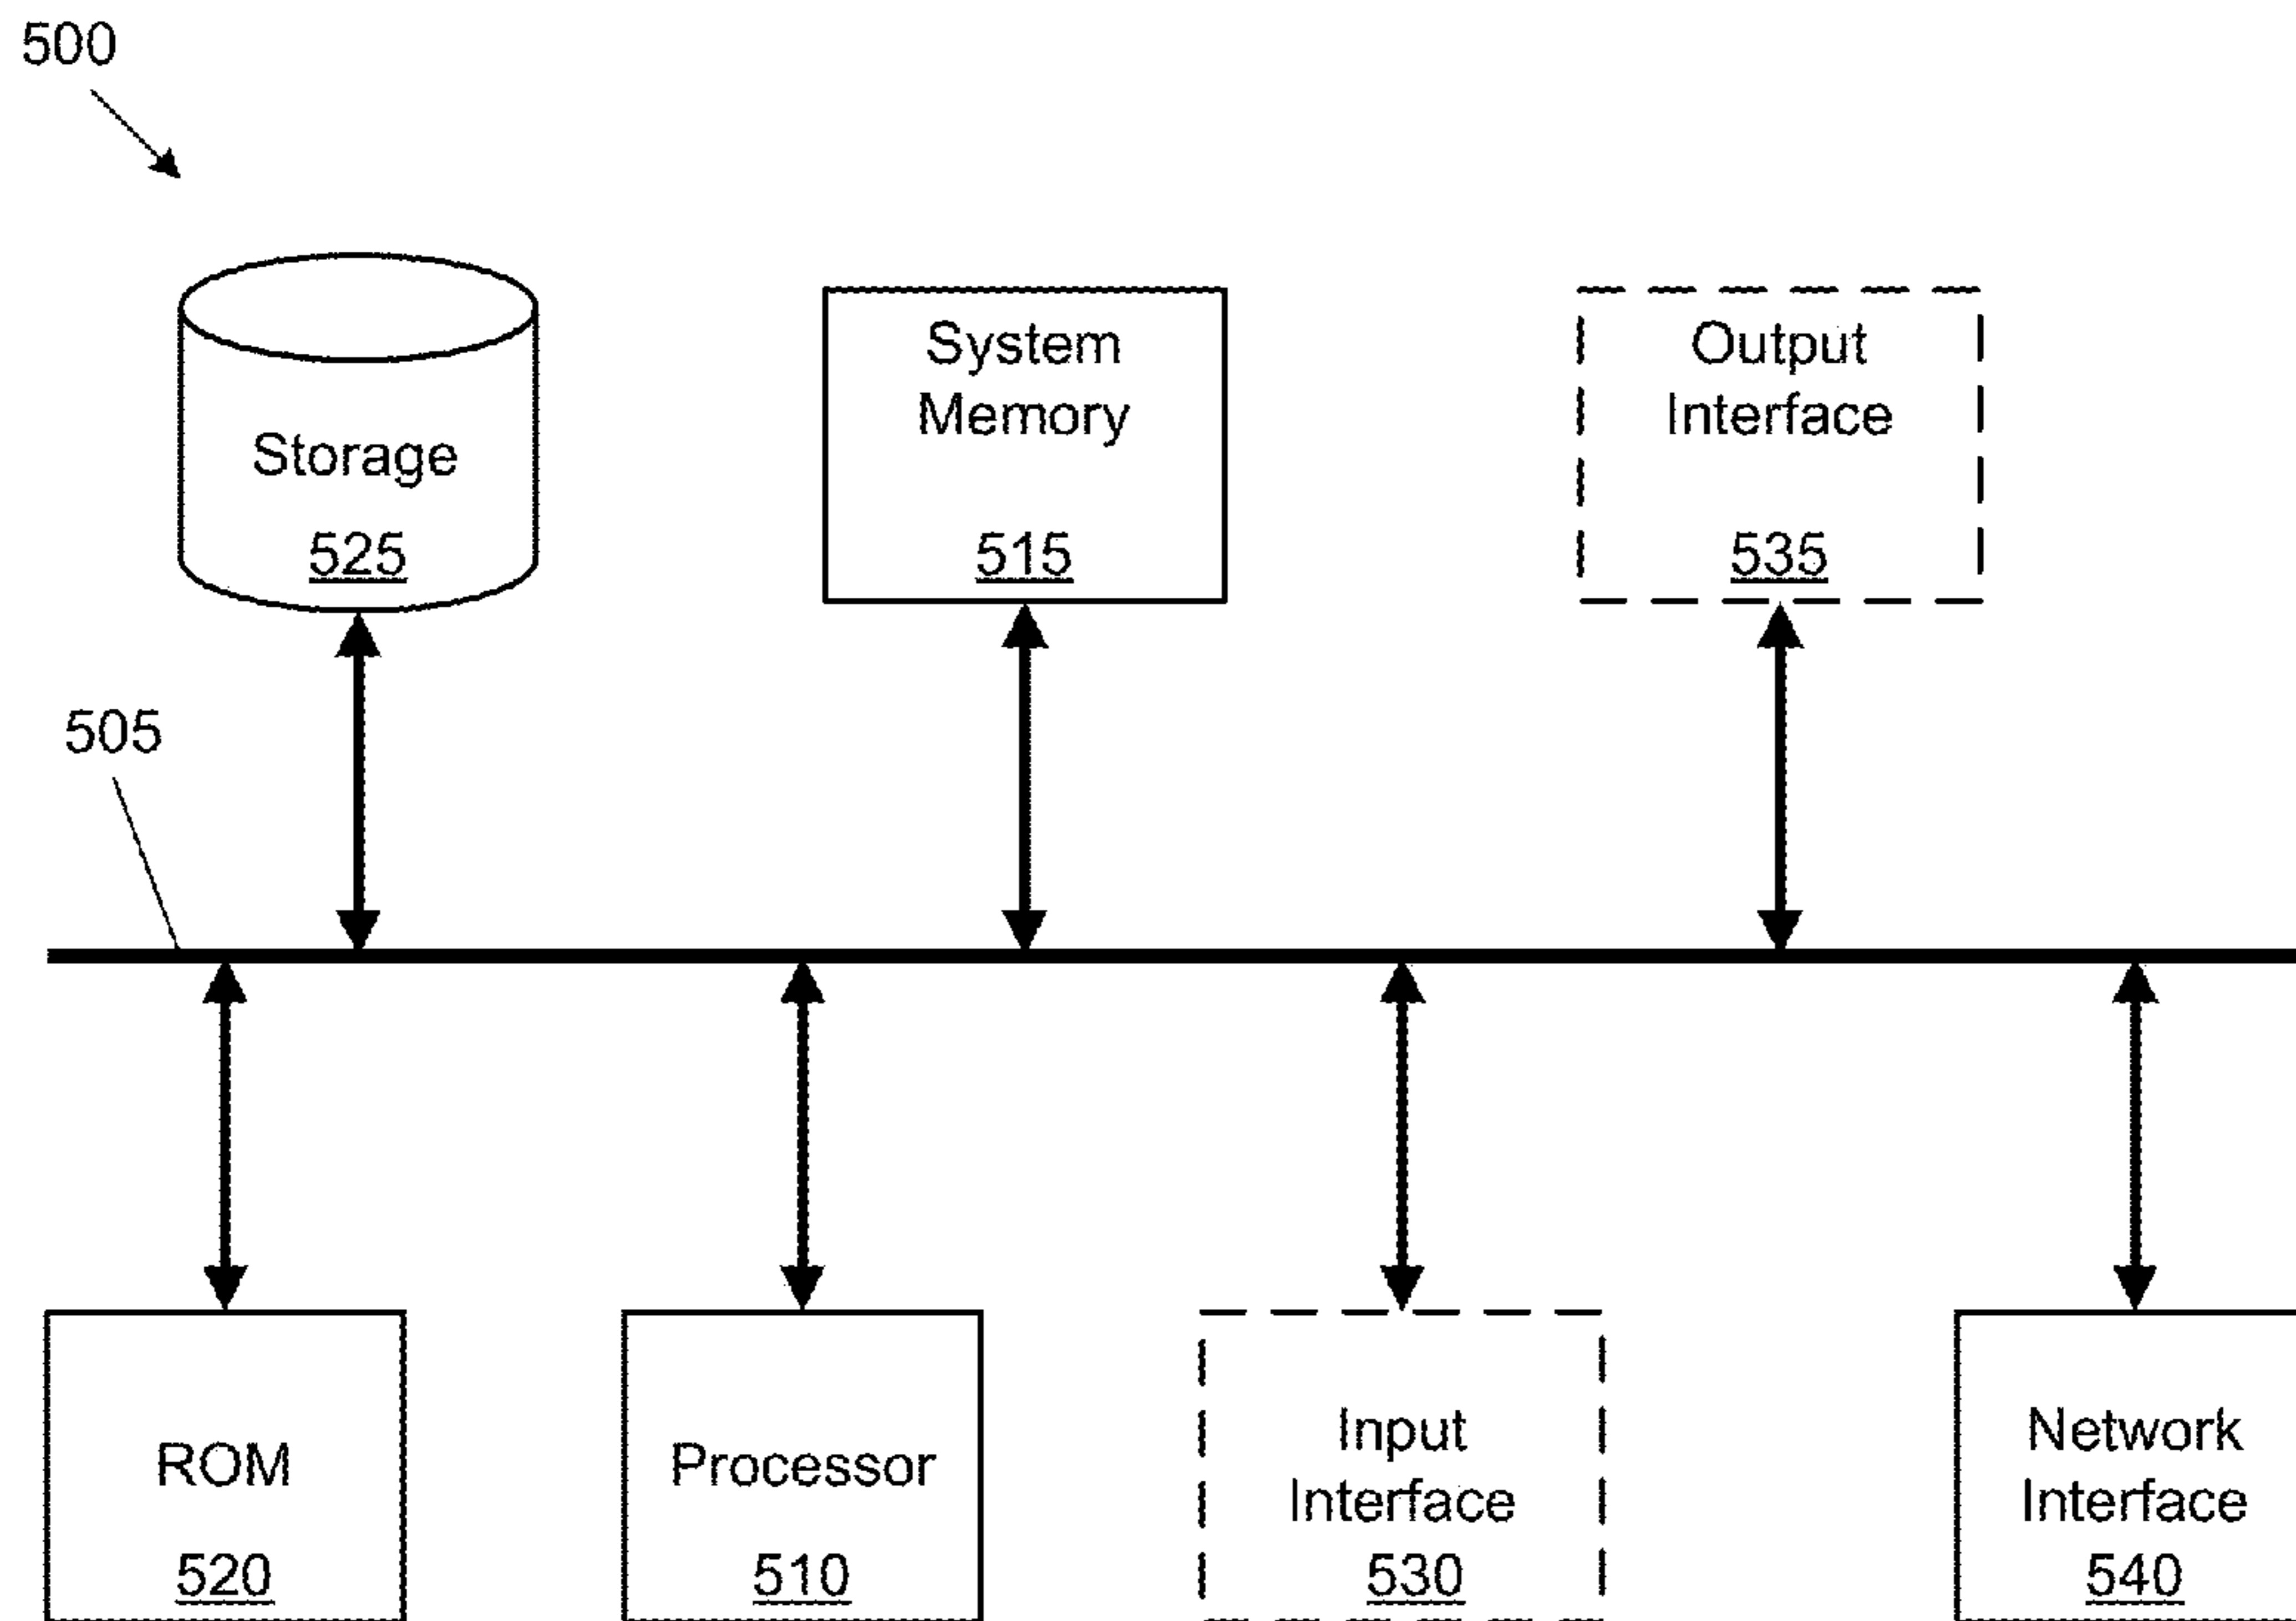 500
Storage
525
System
Memory
515
Output
Interface
535
505
ROM
520
Processor
510
Input
Interface
530
Network
Interface
540